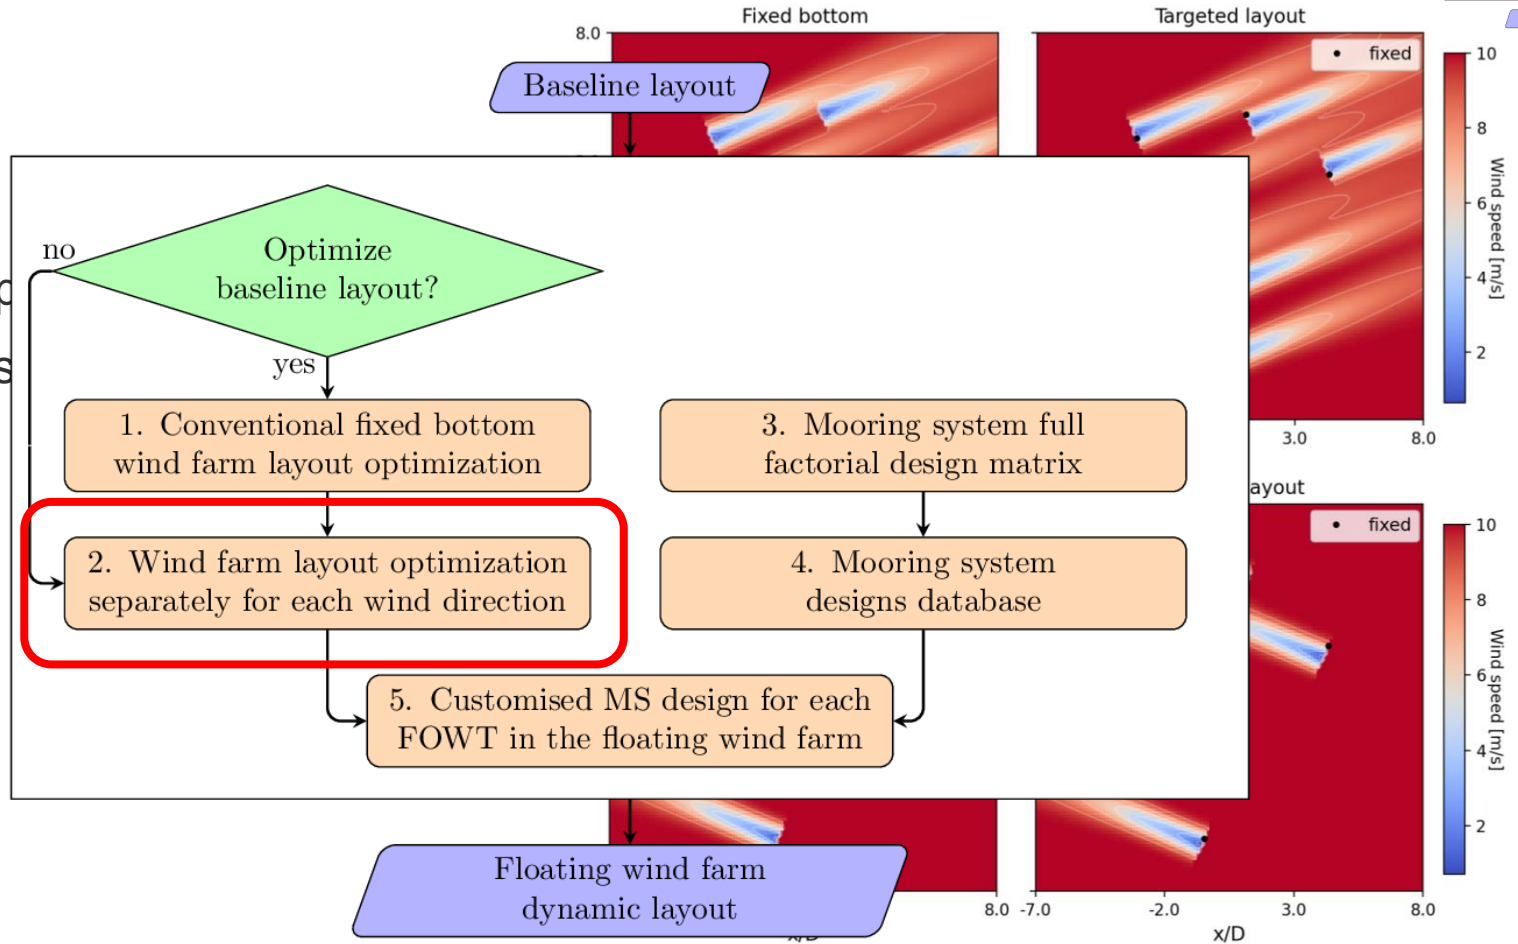 Fixed bottom
Targeted layout
8.0
Baseline layout
fixed
10
8
6
4
2
Wind speed [m/s]
no
Optimize
baseline layout?
yes
1. Conventional fixed bottom
wind farm layout optimization
3. Mooring system full
factorial design matrix
3.0
8.0
2. Wind farm layout optimization
separately for each wind direction
4. Mooring system
designs database
ayout
fixed
10
8
6
4
2
Wind speed [m/s]
5. Customised MS design for each
FOWT in the floating wind farm
Floating wind farm
dynamic layout
8.0
-7.0
-2.0
3.0
8.0
x/D
x/D